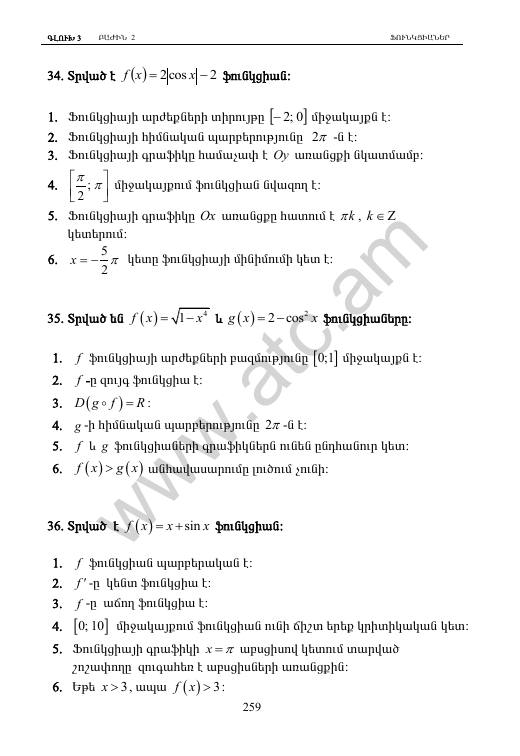 ԳԼՈՒԽ 3 ԲԱԺԻՆ 2 ՖՈՒՆԿՑԻԱՆԵՐ
34. Տրված է f(x) = 2|cos x| − 2 ֆունկցիան:
1. Ֆունկցիայի արժեքների տիրույթը [−2; 0] միջակայքն է:
2. Ֆունկցիայի հիմնական պարբերությունը 2π -ն է:
3. Ֆունկցիայի գրաֆիկը համաչափ է Oy առանցքի նկատմամբ:
4. [π/2; π] միջակայքում ֆունկցիան նվազող է:
5. Ֆունկցիայի գրաֆիկը Ox առանցքը հատում է πk , k ∈ Z
կետերում:
6. x = −5/2 π կետը ֆունկցիայի մինիմումի կետ է:
35. Տրված են f(x) = √(1 − x⁴) և g(x) = 2 − cos² x ֆունկցիաները:
1. f ֆունկցիայի արժեքների բազմությունը [0;1] միջակայքն է:
2. f -ը զույգ ֆունկցիա է:
3. D(g ∘ f) = R :
4. g -ի հիմնական պարբերությունը 2π -ն է:
5. f և g ֆունկցիաների գրաֆիկներն ունեն ընդհանուր կետ:
6. f(x) > g(x) անհավասարումը լուծում չունի:
36. Տրված է f(x) = x + sin x ֆունկցիան:
1. f ֆունկցիան պարբերական է:
2. f′ -ը կենտ ֆունկցիա է:
3. f -ը աճող ֆունկցիա է:
4. [0; 10] միջակայքում ֆունկցիան ունի ճիշտ երեք կրիտիկական կետ:
5. Ֆունկցիայի գրաֆիկի x = π աբսցիսով կետում տարված
շոշափողը զուգահեռ է աբսցիսների առանցքին:
6. Եթե x > 3 , ապա f(x) > 3 :
259
www.atc.am